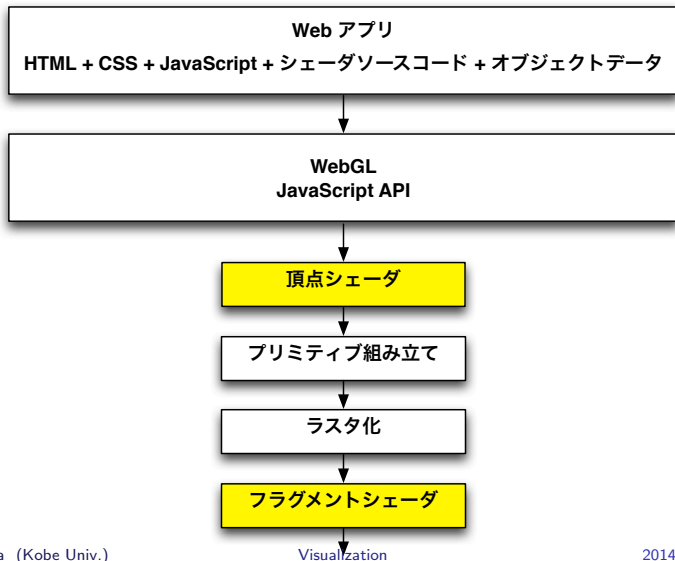 Web アプリ
HTML + CSS + JavaScript + シェーダソースコード + オブジェクトデータ
WebGL
JavaScript API
頂点シェーダ
プリミティブ組み立て
ラスタ化
フラグメントシェーダ
a (Kobe Univ.) Visualization 2014